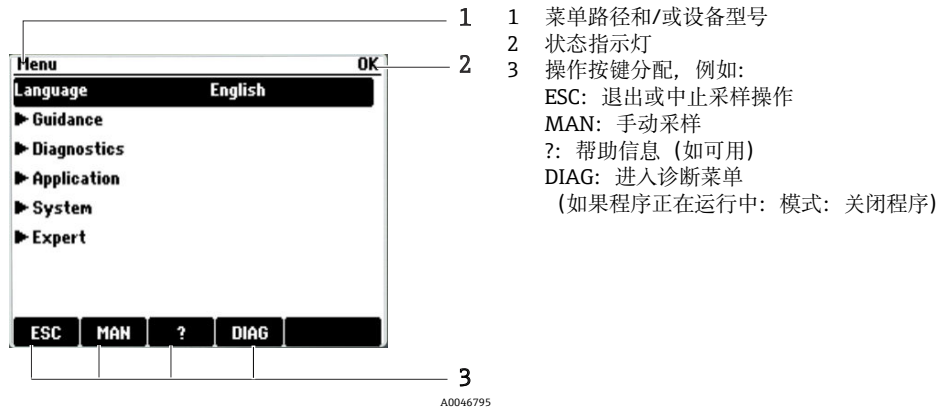 1
2
Menu OK
Language English
▶ Guidance
▶ Diagnostics
▶ Application
▶ System
▶ Expert
ESC MAN ? DIAG
3
A0046795
1 菜单路径和/或设备型号
2 状态指示灯
3 操作按键分配，例如:
ESC：退出或中止采样操作
MAN：手动采样
?：帮助信息（如可用）
DIAG：进入诊断菜单
（如果程序正在运行中：模式：关闭程序）